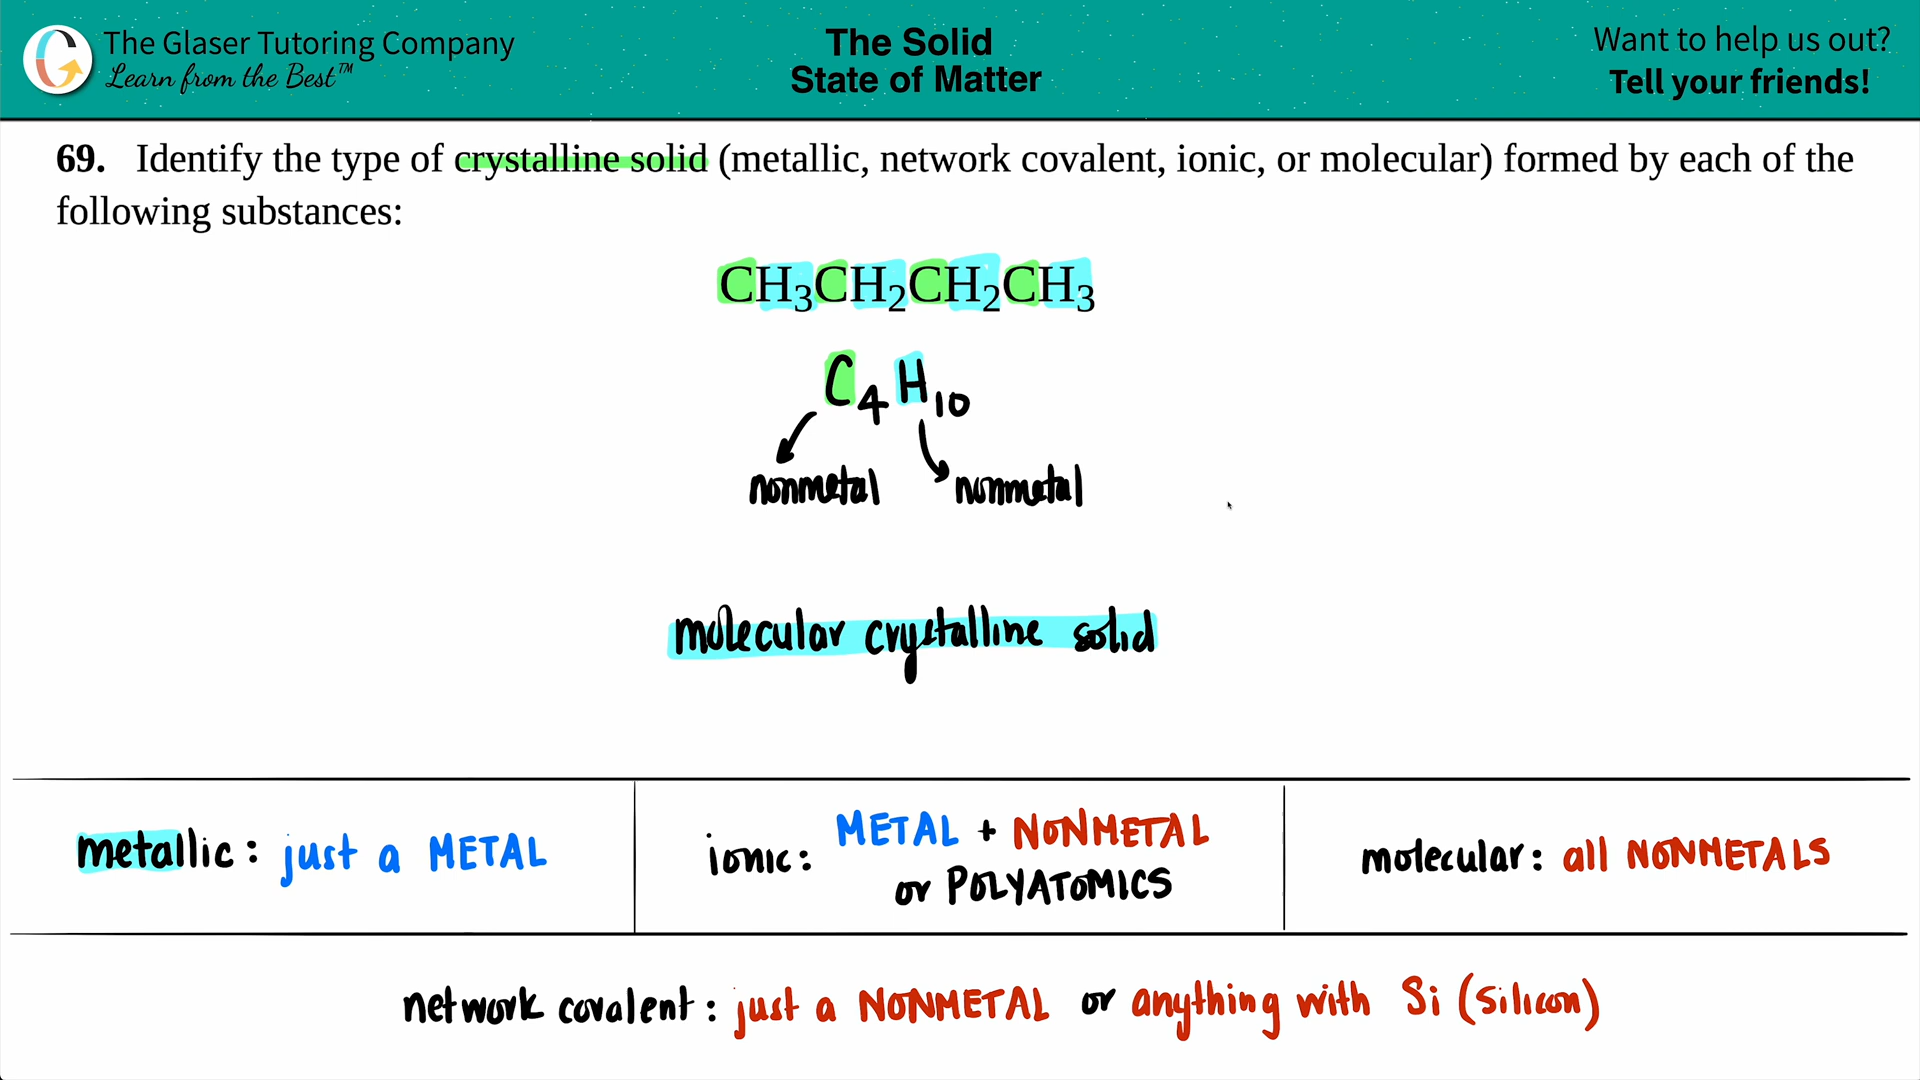 The Glaser Tutoring Company
Learn from the Best™
The Solid
State of Matter
Want to help us out?
Tell your friends!
69. Identify the type of crystalline solid (metallic, network covalent, ionic, or molecular) formed by each of the
following substances:
CH₃CH₂CH₂CH₃
C₄H₁₀
nonmetal nonmetal
molecular crystalline solid
metallic: just a METAL
ionic: METAL + NONMETAL
or POLYATOMICS
molecular: all NONMETALS
network covalent: just a NONMETAL or anything with Si (silicon)